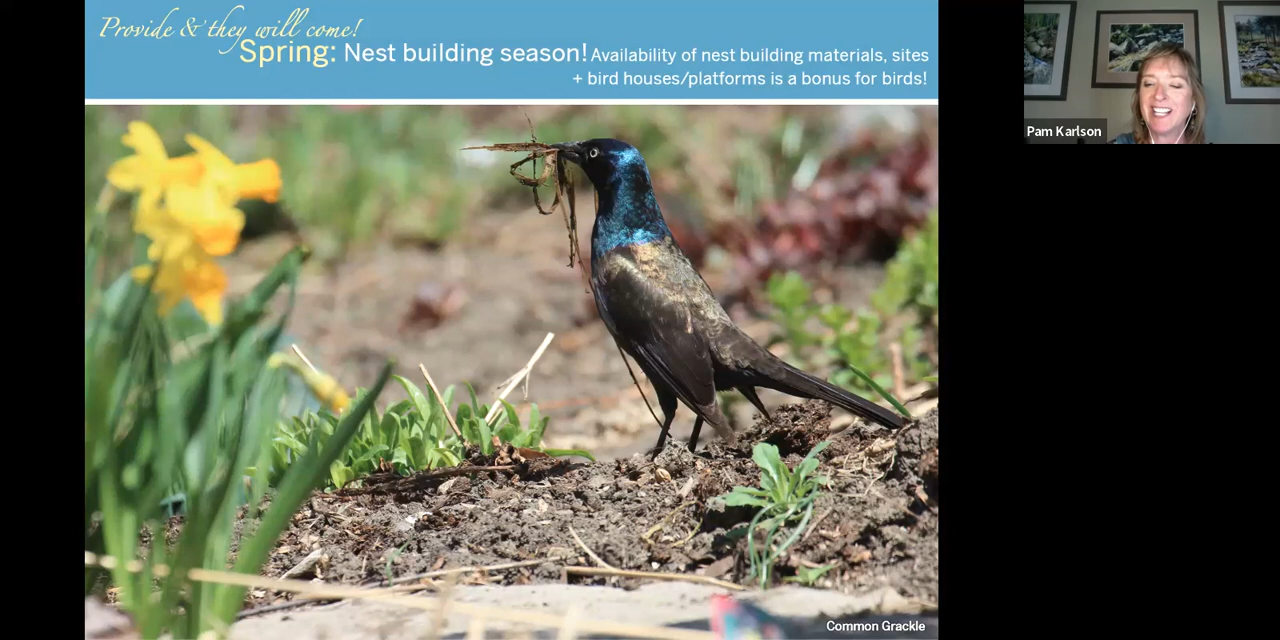 Provide & they will come!
Spring: Nest building season! Availability of nest building materials, sites
+ bird houses/platforms is a bonus for birds!
Pam Karlson
Common Grackle